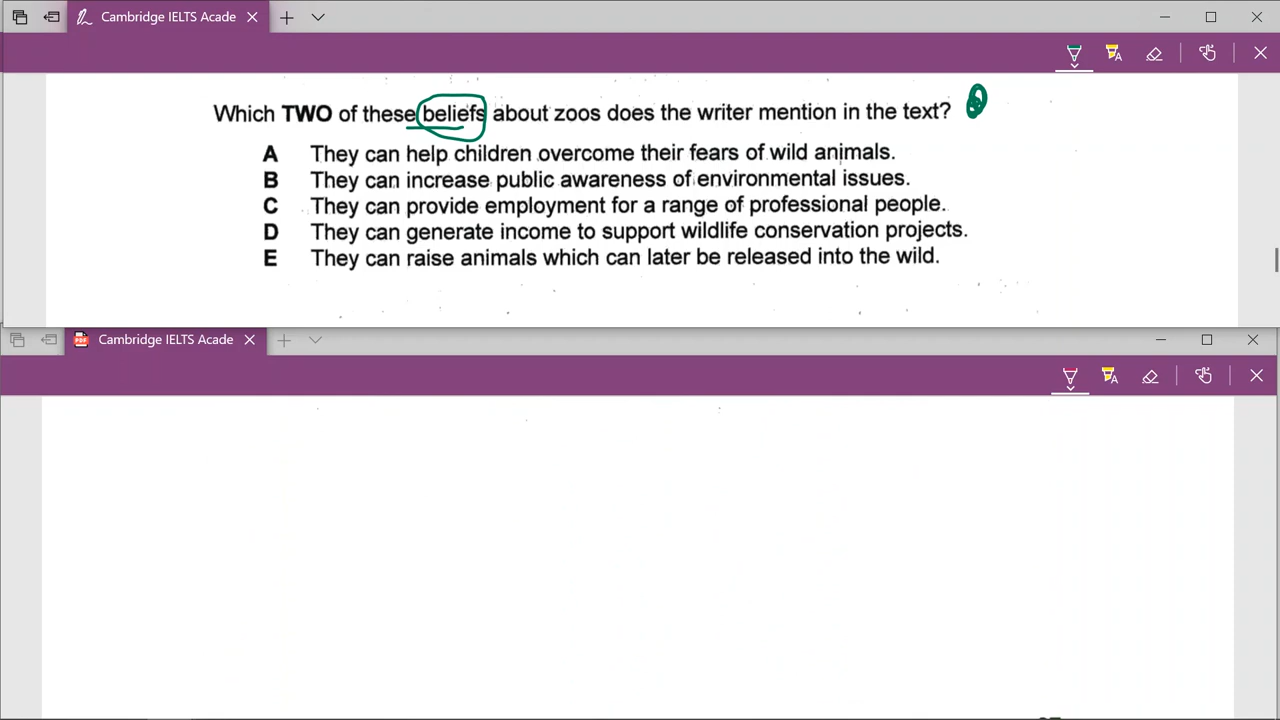 Cambridge IELTS Acade
Which TWO of these beliefs about zoos does the writer mention in the text?
A They can help children overcome their fears of wild animals.
B They can increase public awareness of environmental issues.
C They can provide employment for a range of professional people.
D They can generate income to support wildlife conservation projects.
E They can raise animals which can later be released into the wild.
Cambridge IELTS Acade